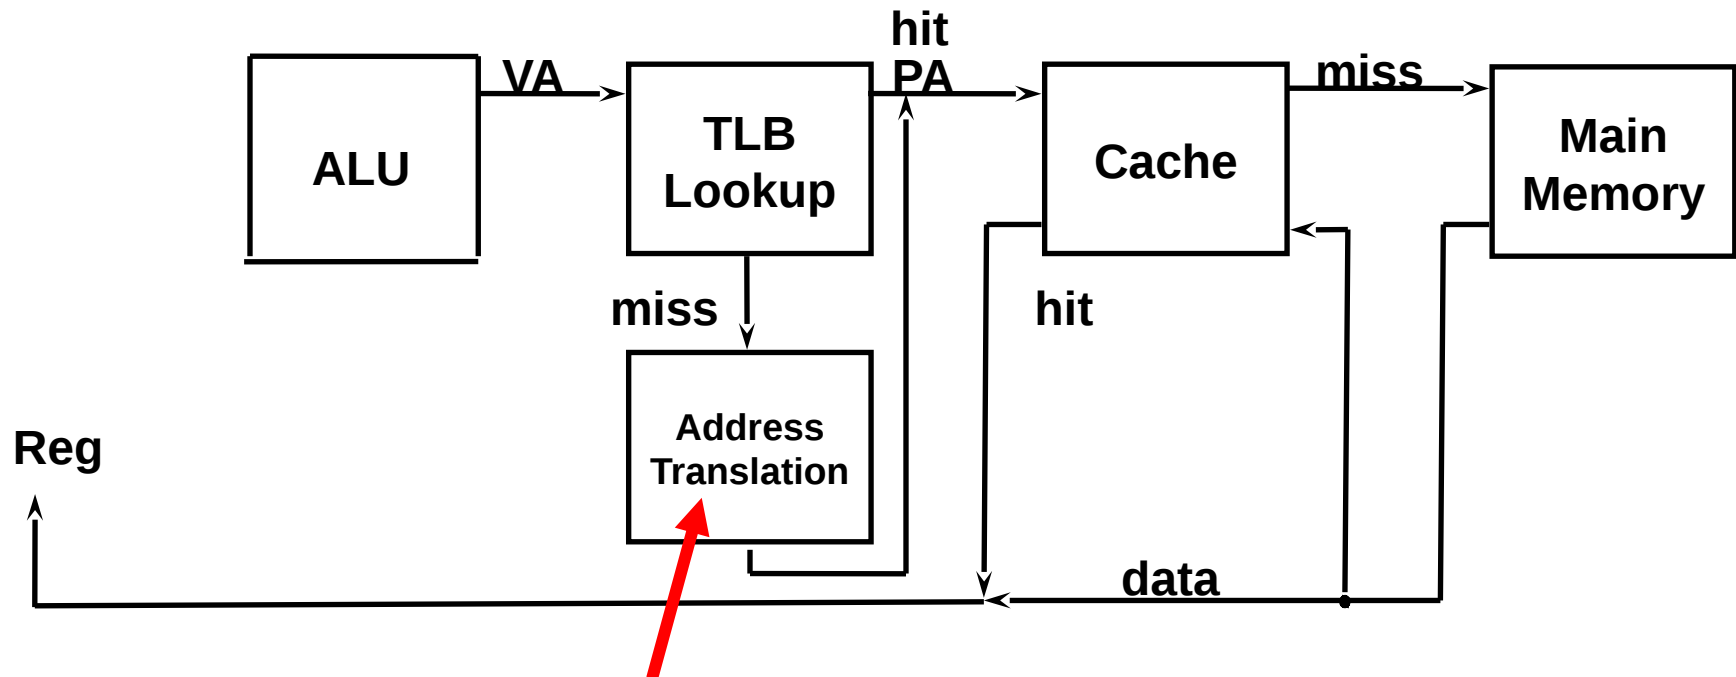 hit
VA
PA
miss
ALU
TLB
Lookup
Cache
Main
Memory
miss
hit
Address
Translation
Reg
data